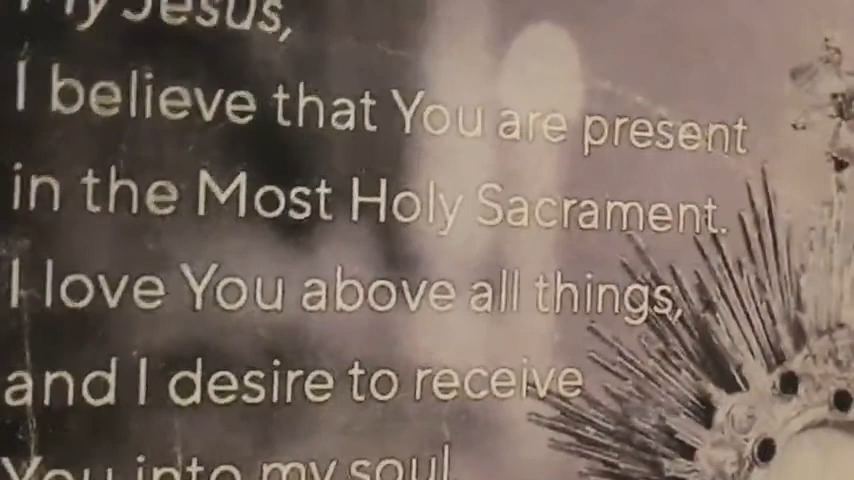 My Jesus,
I believe that You are present
in the Most Holy Sacrament.
I love You above all things,
and I desire to receive
You into my soul.